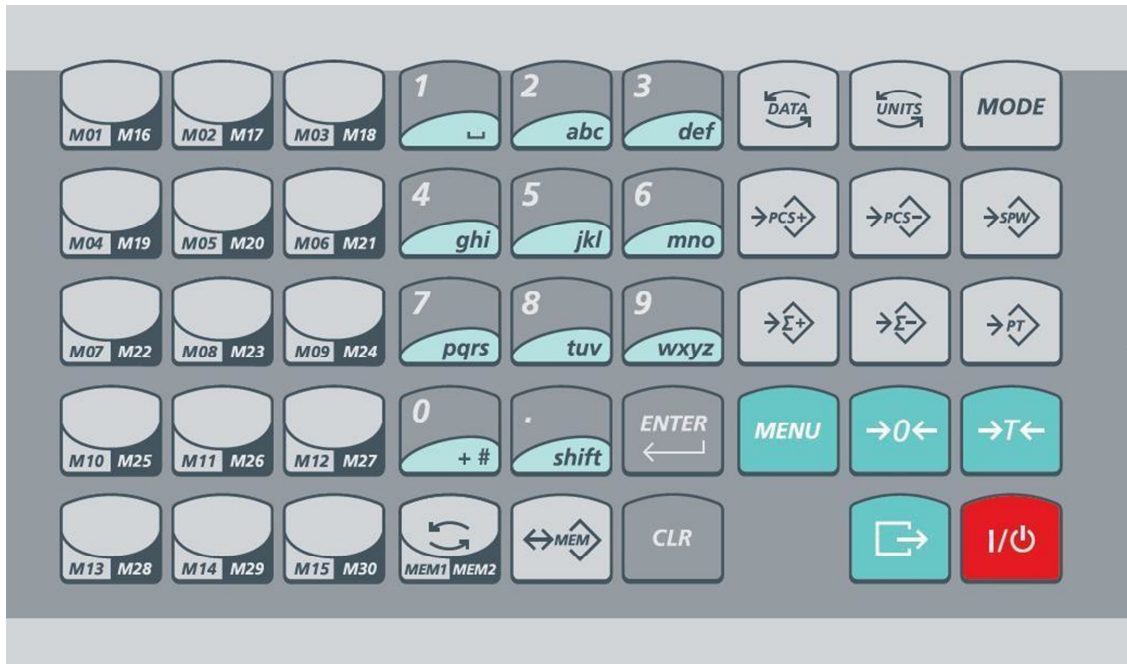 1 2 3
DATA UNITS MODE
M01 M16 M02 M17 M03 M18 ␣ abc def
4 5 6
→PCS+ →PCS- →SPW
M04 M19 M05 M20 M06 M21 ghi jkl mno
7 8 9
→Σ+ →Σ- →PT
M07 M22 M08 M23 M09 M24 pqrs tuv wxyz
0 . ENTER MENU →0← →T←
M10 M25 M11 M26 M12 M27 + # shift
↔MEM CLR I/⏻
M13 M28 M14 M29 M15 M30 MEM1 MEM2